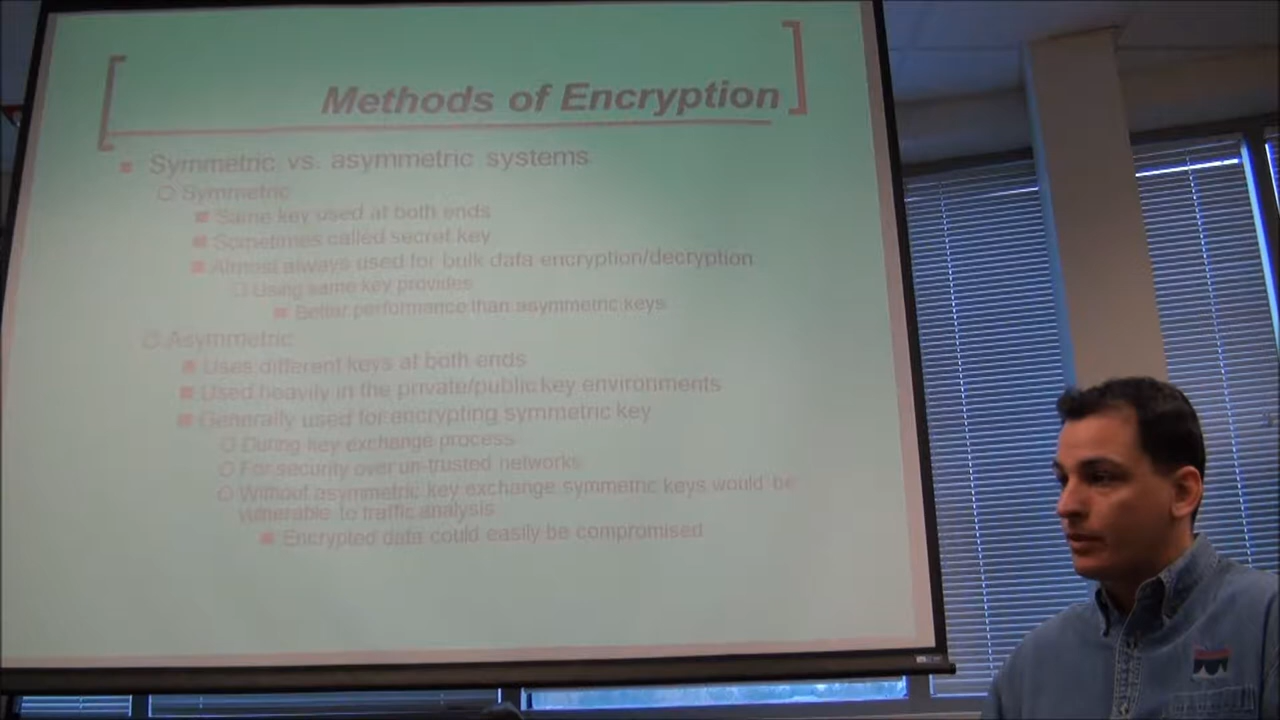 Methods of Encryption
Symmetric vs. asymmetric systems
Symmetric
Same key used at both ends
Sometimes called secret key
Almost always used for bulk data encryption/decryption
Using same key provides
Better performance than asymmetric keys
Asymmetric
Uses different keys at both ends
Used heavily in the private/public key environments
Generally used for encrypting symmetric key
During key exchange process
For security over un-trusted networks
Without asymmetric key exchange symmetric keys would be
vulnerable to traffic analysis
Encrypted data could easily be compromised